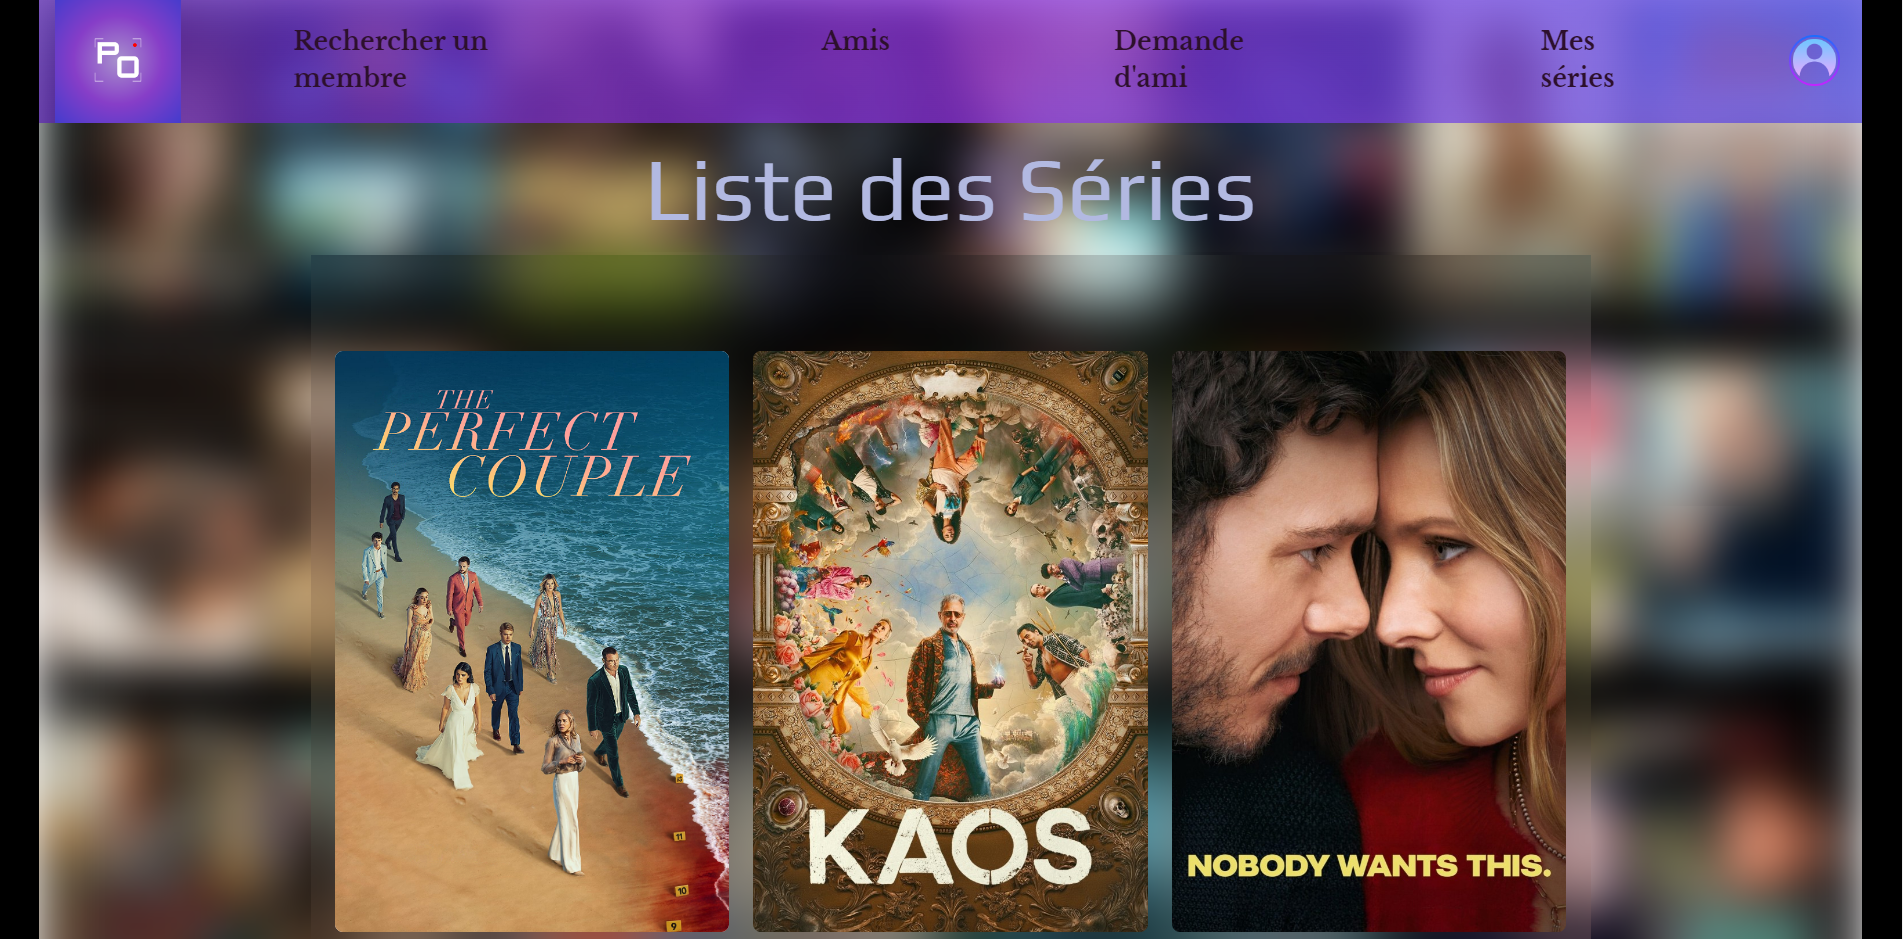 PO
Rechercher un
membre
Amis
Demande
d'ami
Mes
séries
Liste des Séries
THE
PERFECT
COUPLE
11
10
9
KAOS
NOBODY WANTS THIS.